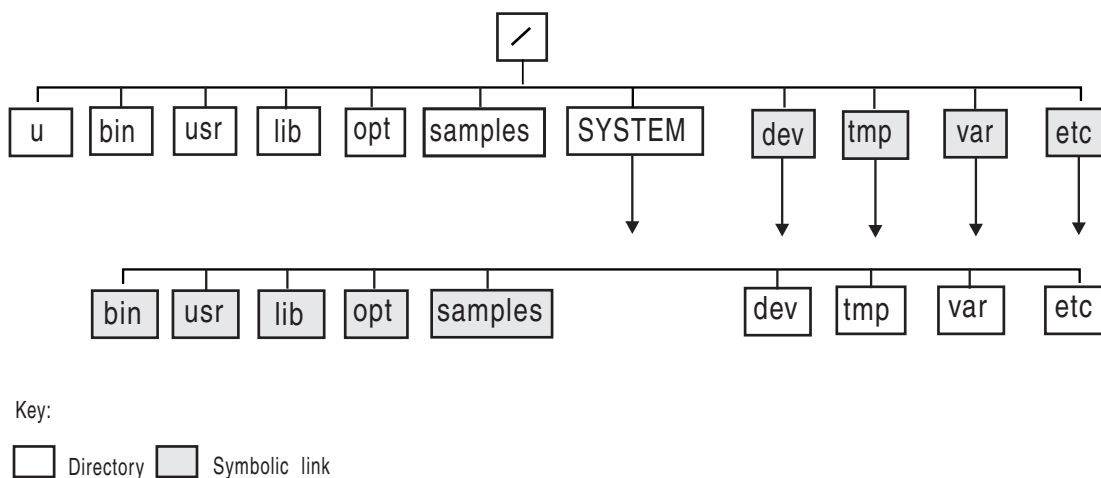 /
u bin usr lib opt samples SYSTEM dev tmp var etc
bin usr lib opt samples dev tmp var etc
Key:
Directory Symbolic link